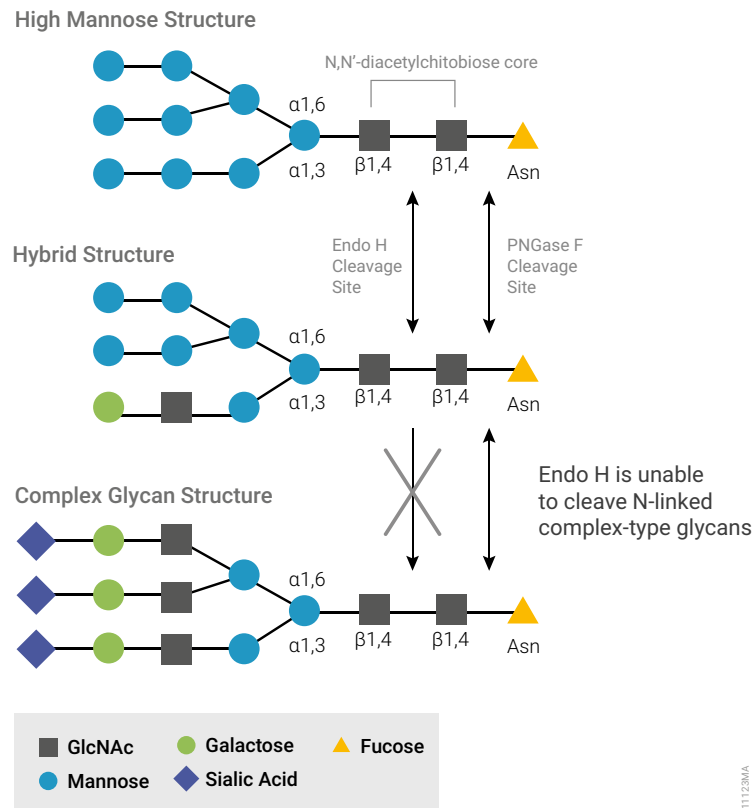 High Mannose Structure
N,N′-diacetylchitobiose core
α1,6
α1,3
β1,4
β1,4
Asn
Endo H
Cleavage
Site
PNGase F
Cleavage
Site
Hybrid Structure
α1,6
α1,3
β1,4
β1,4
Asn
Endo H is unable
to cleave N-linked
complex-type glycans
Complex Glycan Structure
α1,6
α1,3
β1,4
β1,4
Asn
GlcNAc
Galactose
Fucose
Mannose
Sialic Acid
11123MA